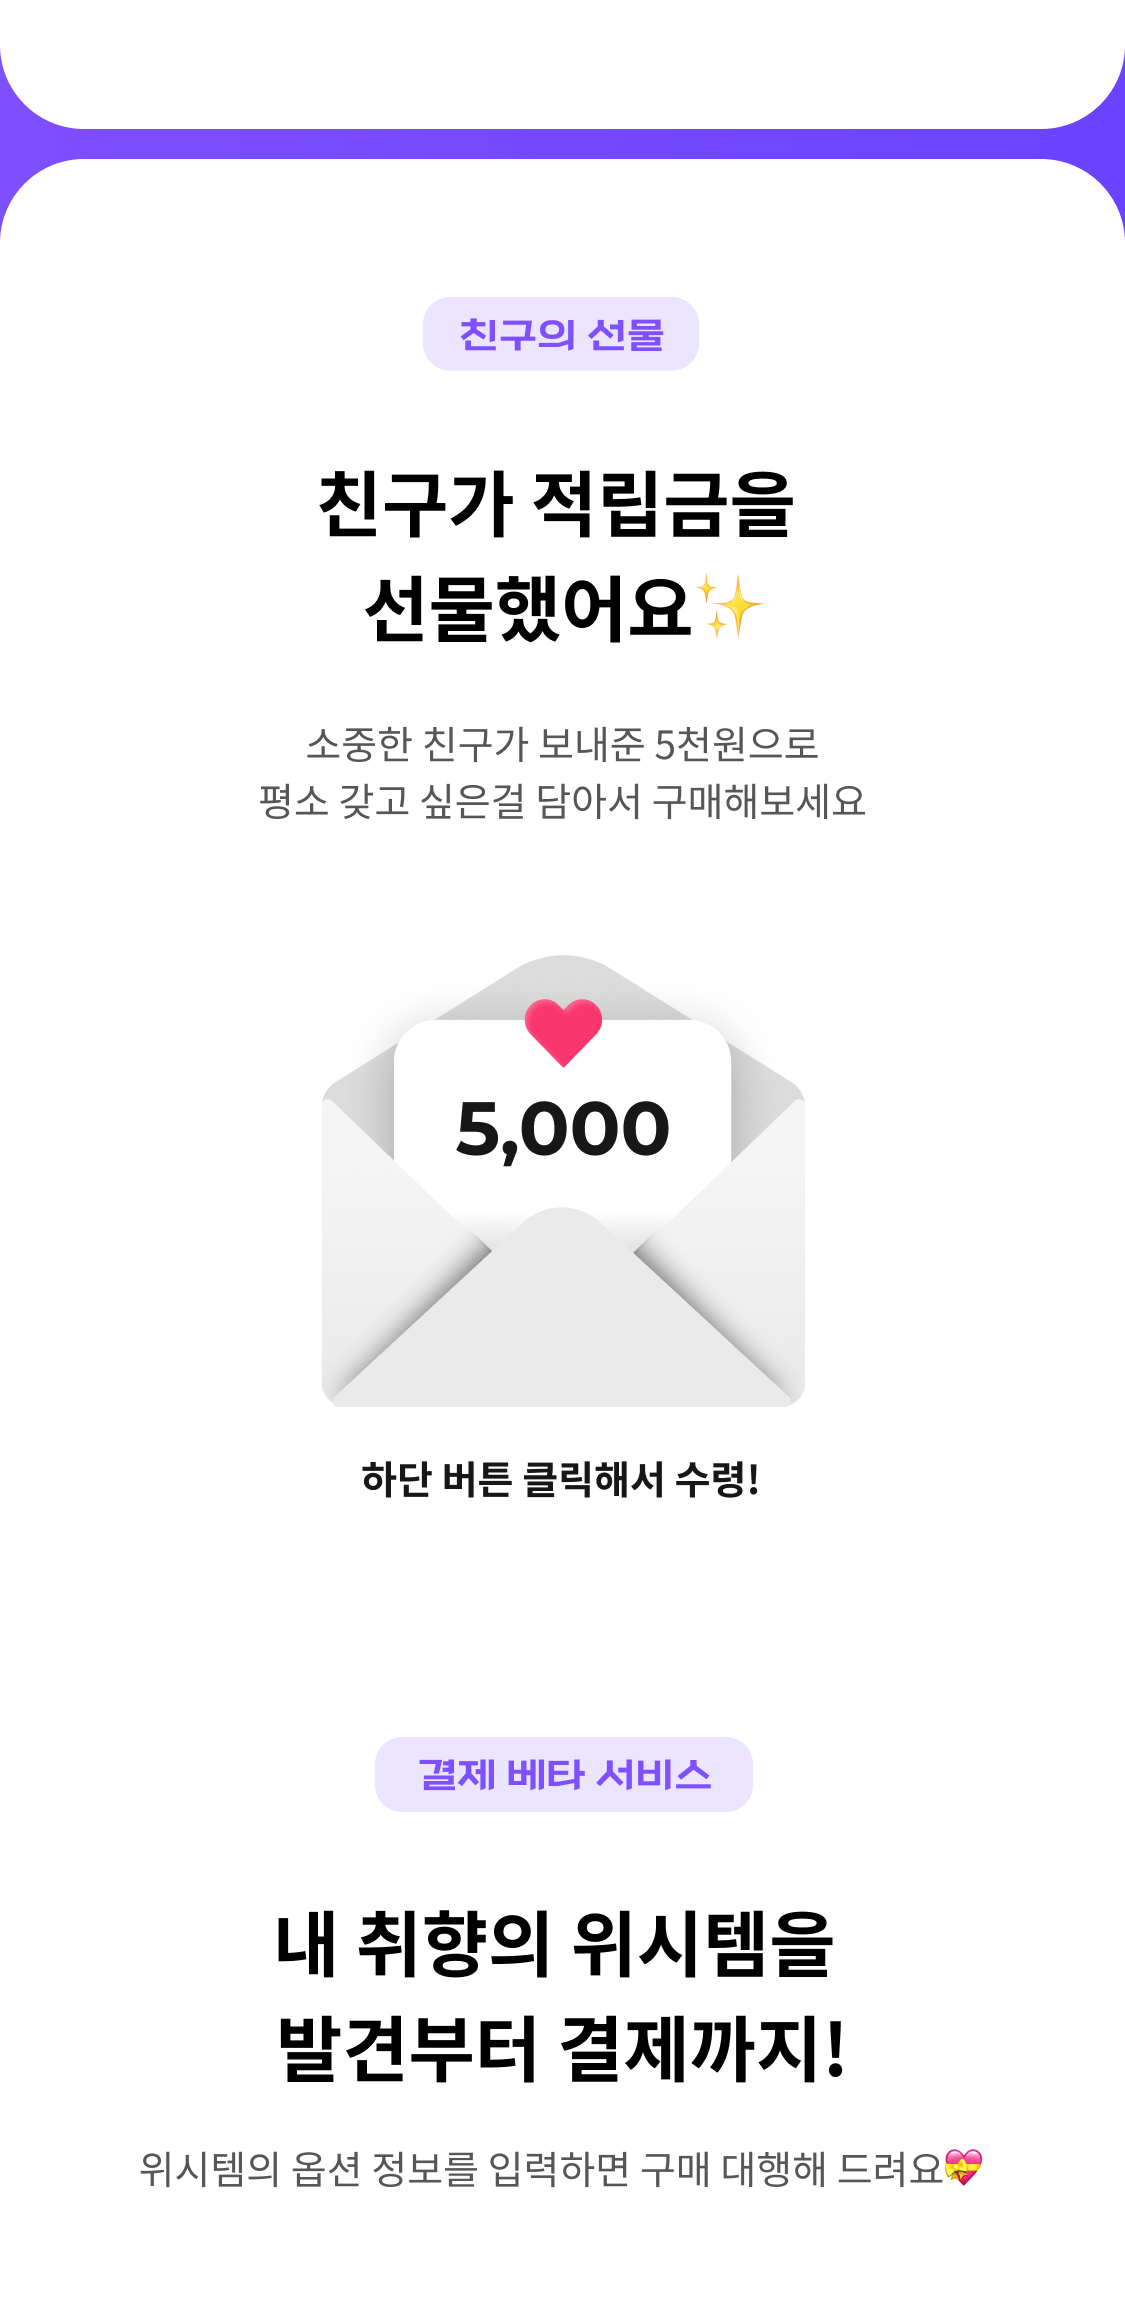 친구의 선물
친구가 적립금을
선물했어요✨
소중한 친구가 보내준 5천원으로
평소 갖고 싶은걸 담아서 구매해보세요
5,000
하단 버튼 클릭해서 수령!
결제 베타 서비스
내 취향의 위시템을
발견부터 결제까지!
위시템의 옵션 정보를 입력하면 구매 대행해 드려요💝